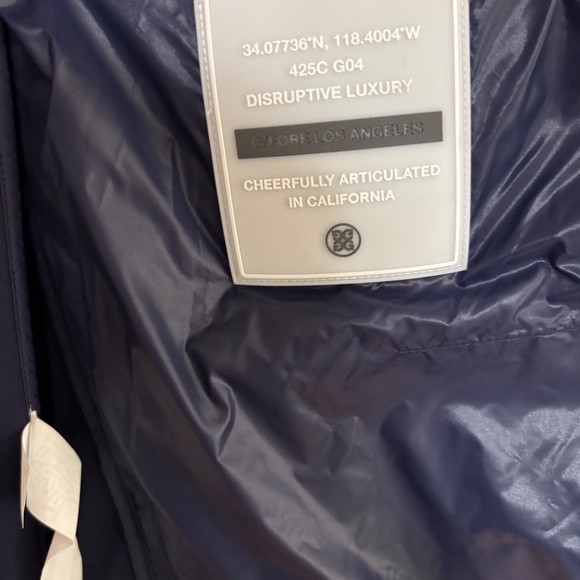 34.07736°N, 118.4004°W
425C G04
DISRUPTIVE LUXURY
G/FORE LOS ANGELES
CHEERFULLY ARTICULATED
IN CALIFORNIA